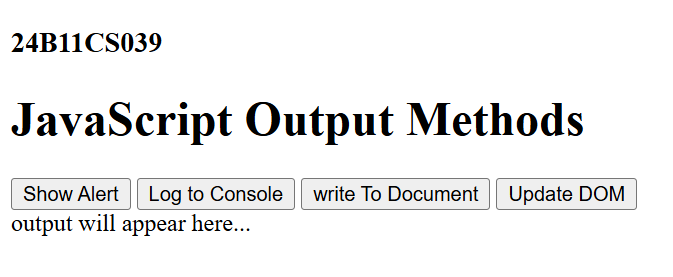 24B11CS039
JavaScript Output Methods
Show Alert Log to Console write To Document Update DOM
output will appear here...